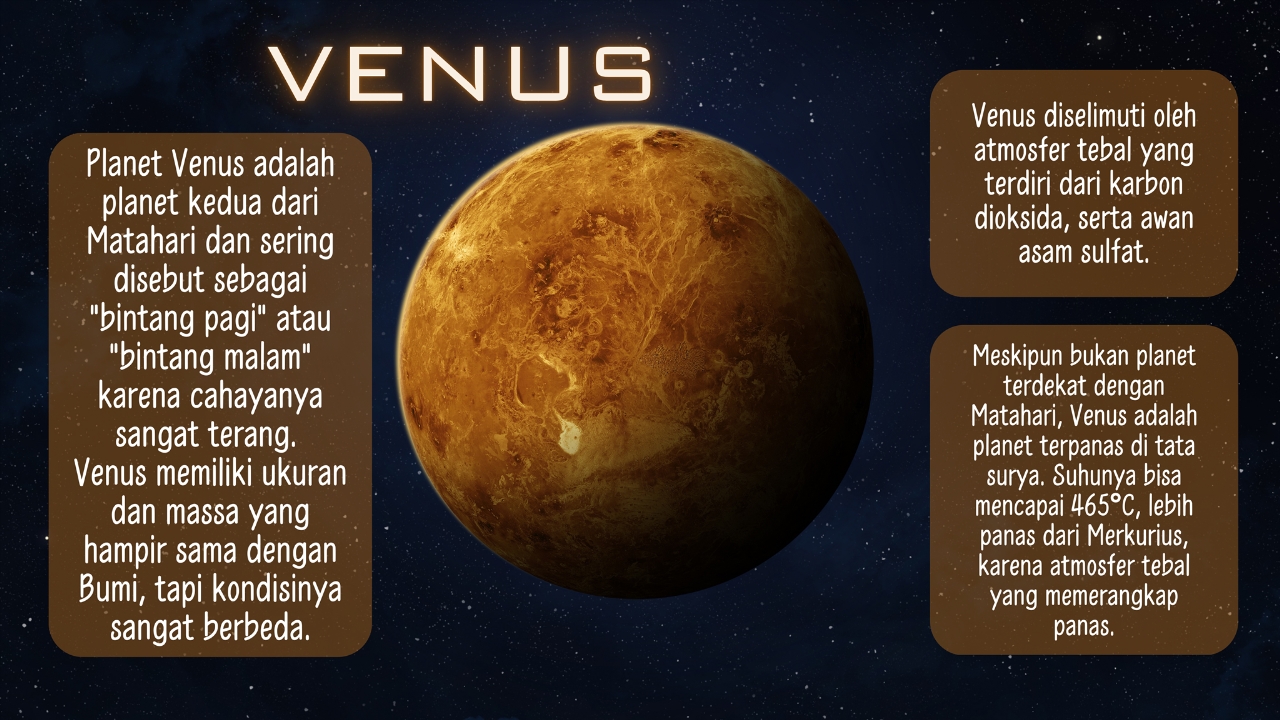 VENUS
Planet Venus adalah
planet kedua dari
Matahari dan sering
disebut sebagai
"bintang pagi" atau
"bintang malam"
karena cahayanya
sangat terang.
Venus memiliki ukuran
dan massa yang
hampir sama dengan
Bumi, tapi kondisinya
sangat berbeda.
Venus diselimuti oleh
atmosfer tebal yang
terdiri dari karbon
dioksida, serta awan
asam sulfat.
Meskipun bukan planet
terdekat dengan
Matahari, Venus adalah
planet terpanas di tata
surya. Suhunya bisa
mencapai 465°C, lebih
panas dari Merkurius,
karena atmosfer tebal
yang memerangkap
panas.